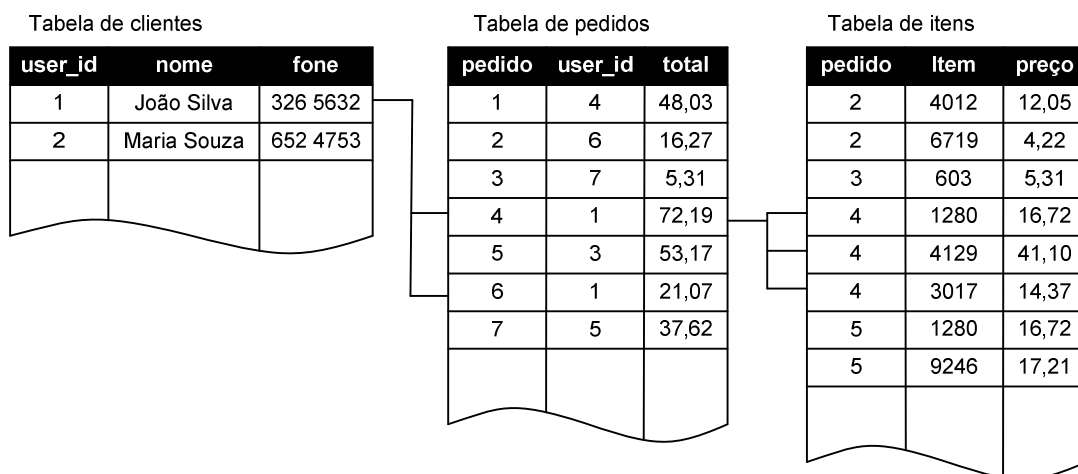 Tabela de clientes
user_id nome fone
1 João Silva 326 5632
2 Maria Souza 652 4753
Tabela de pedidos
pedido user_id total
1 4 48,03
2 6 16,27
3 7 5,31
4 1 72,19
5 3 53,17
6 1 21,07
7 5 37,62
Tabela de itens
pedido Item preço
2 4012 12,05
2 6719 4,22
3 603 5,31
4 1280 16,72
4 4129 41,10
4 3017 14,37
5 1280 16,72
5 9246 17,21